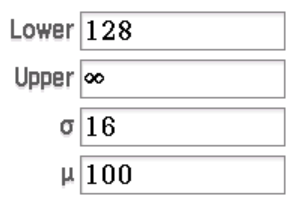 Lower 128
Upper ∞
σ 16
μ 100